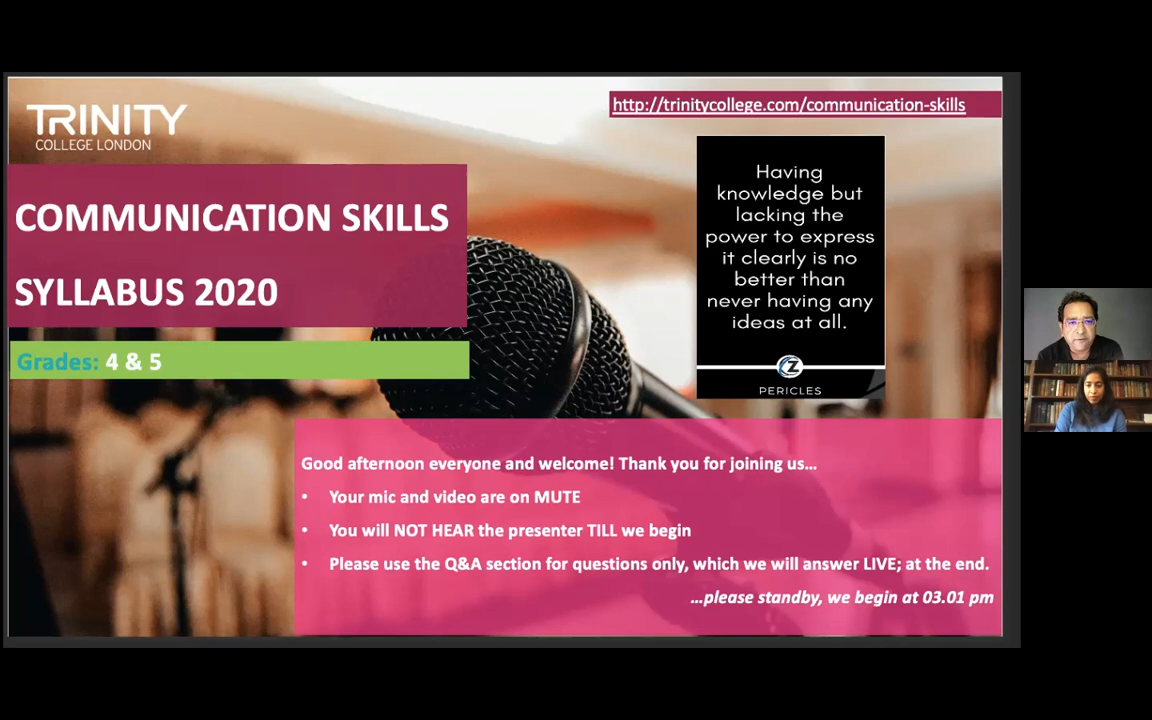 TRINITY
COLLEGE LONDON
http://trinitycollege.com/communication-skills
COMMUNICATION SKILLS
SYLLABUS 2020
Grades: 4 & 5
Having
knowledge but
lacking the
power to express
it clearly is no
better than
never having any
ideas at all.
Z
PERICLES
Good afternoon everyone and welcome! Thank you for joining us...
• Your mic and video are on MUTE
• You will NOT HEAR the presenter TILL we begin
• Please use the Q&A section for questions only, which we will answer LIVE; at the end.
...please standby, we begin at 03.01 pm